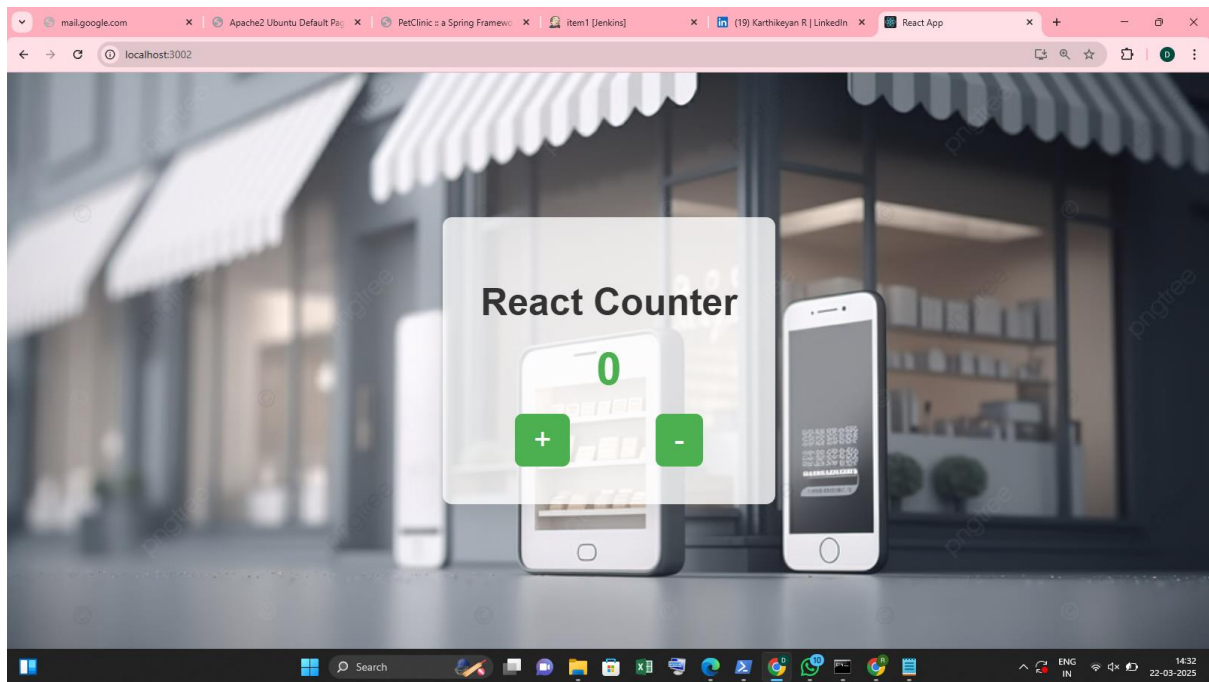 mail.google.com
Apache2 Ubuntu Default Pag
PetClinic :: a Spring Framewo
item1 [Jenkins]
(19) Karthikeyan R | LinkedIn
React App
localhost:3002
D
React Counter
0
+ -
pngtree
Search
ENG
IN
14:32
22-03-2025